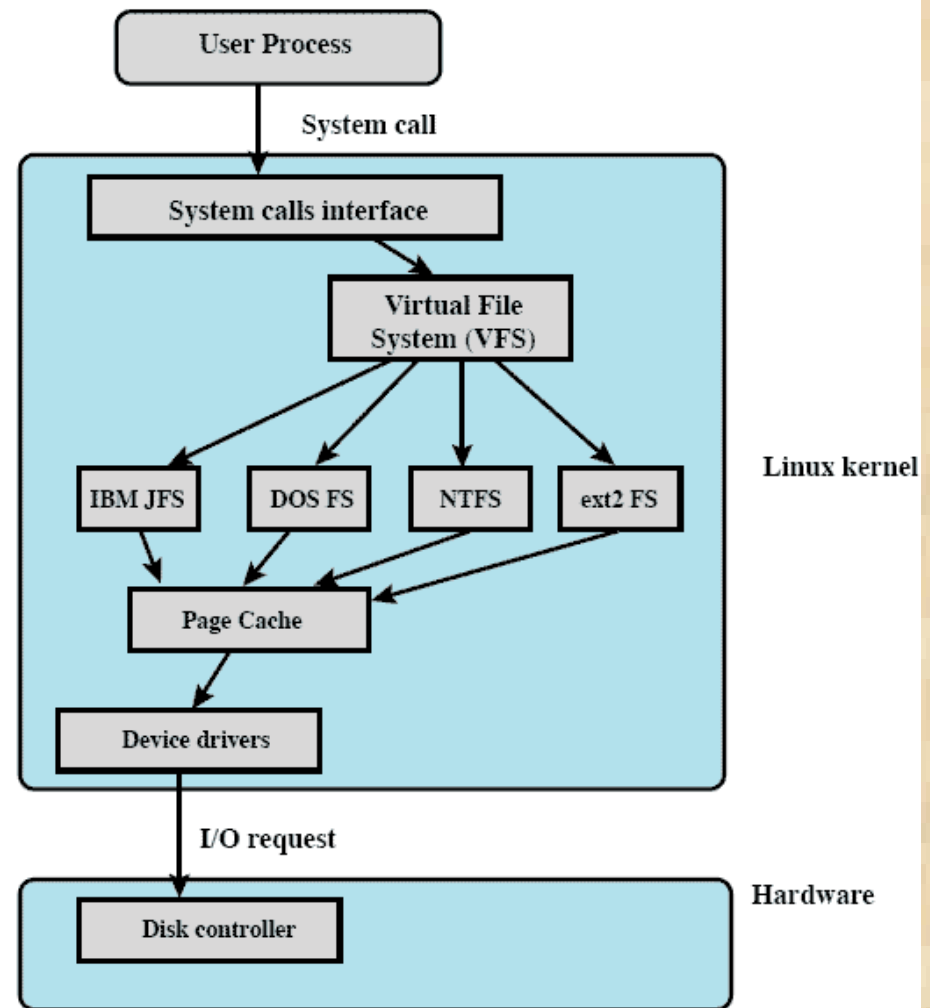 User Process
System call
System calls interface
Virtual File
System (VFS)
IBM JFS
DOS FS
NTFS
ext2 FS
Linux kernel
Page Cache
Device drivers
I/O request
Hardware
Disk controller